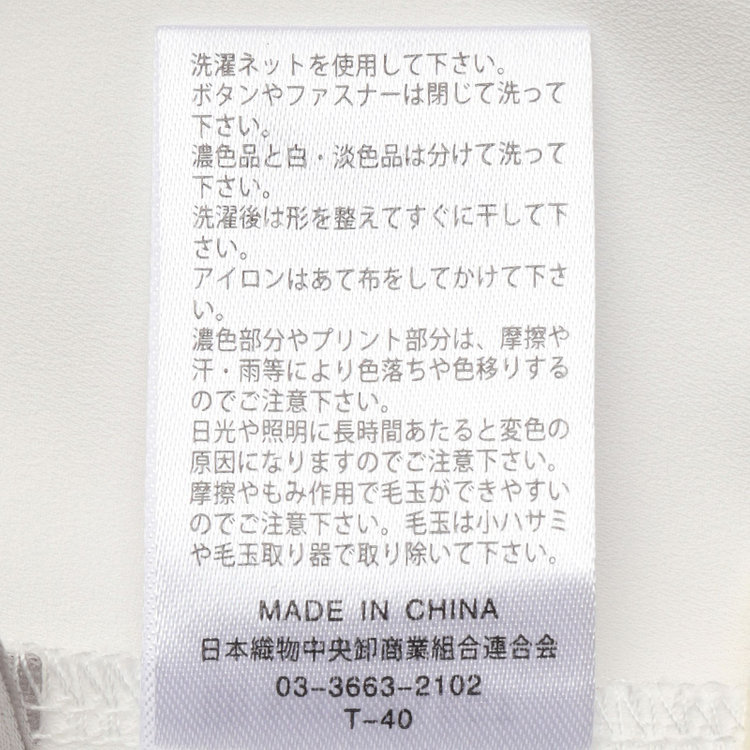 洗濯ネットを使用して下さい。
ボタンやファスナーは閉じて洗って
下さい。
濃色品と白・淡色品は分けて洗って
下さい。
洗濯後は形を整えてすぐに干して下
さい。
アイロンはあて布をしてかけて下さ
い。
濃色部分やプリント部分は、摩擦や
汗・雨等により色落ちや色移りする
のでご注意下さい。
日光や照明に長時間あたると変色の
原因になりますのでご注意下さい。
摩擦やもみ作用で毛玉ができやすい
のでご注意下さい。毛玉は小ハサミ
や毛玉取り器で取り除いて下さい。
MADE IN CHINA
日本織物中央卸商業組合連合会
03-3663-2102
T-40